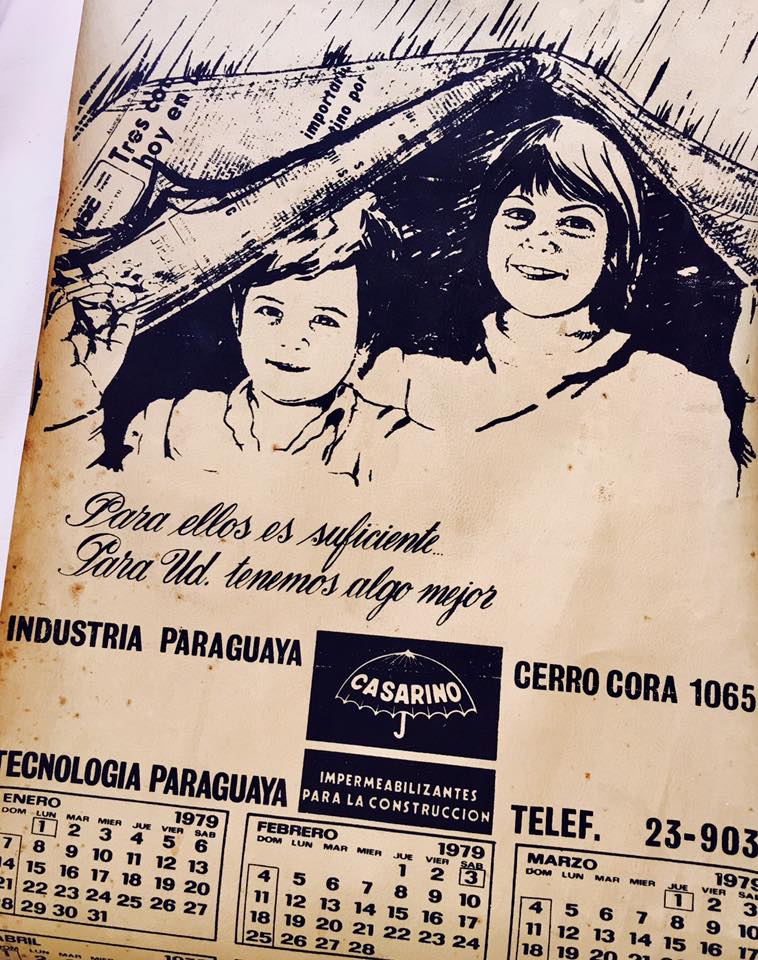 Tres
hoy en
Para ellos es suficiente...
Para Ud. tenemos algo mejor
INDUSTRIA PARAGUAYA
CASARINO
CERRO CORA 1065
TECNOLOGIA PARAGUAYA
IMPERMEABILIZANTES
PARA LA CONSTRUCCION
TELEF. 23-903
ENERO 1979
DOM LUN MAR MIER JUE VIER SAB
1 2 3 4 5 6
7 8 9 10 11 12 13
14 15 16 17 18 19 20
21 22 23 24 25 26 27
28 29 30 31
FEBRERO 1979
DOM LUN MAR MIER JUE VIER SAB
1 2 3
4 5 6 7 8 9 10
11 12 13 14 15 16 17
18 19 20 21 22 23 24
25 26 27 28
MARZO 1979
DOM LUN MAR MIER JUE VIER SAB
1 2 3
4 5 6 7 8 9 10
11 12 13 14 15 16 17
18 19 20 21 22 23
ABRIL